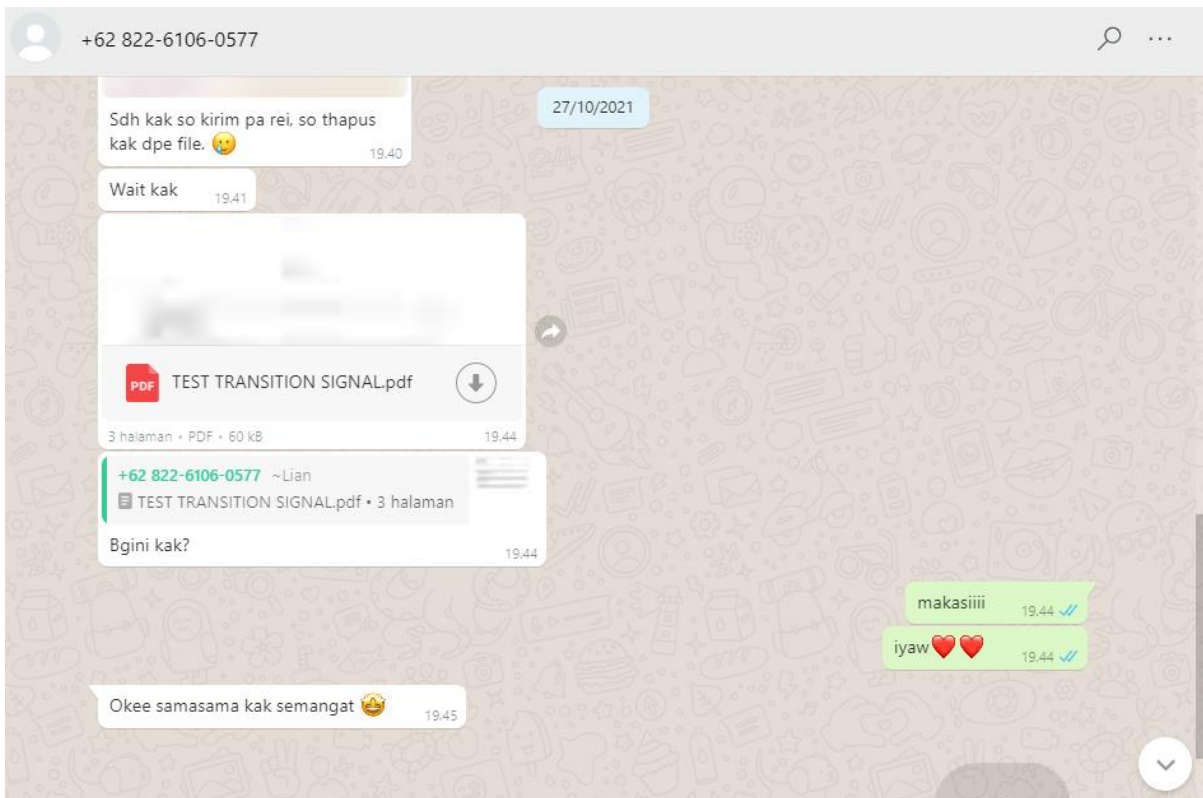 +62 822-6106-0577
27/10/2021
Sdh kak so kirim pa rei, so thapus
kak dpe file. 🥲
19.40
Wait kak
19.41
PDF
TEST TRANSITION SIGNAL.pdf
3 halaman • PDF • 60 kB
19.44
+62 822-6106-0577 ~Lian
TEST TRANSITION SIGNAL.pdf • 3 halaman
Bgini kak?
19.44
makasiiii
19.44
iyaw❤️❤️
19.44
Okee samasama kak semangat 🤩
19.45